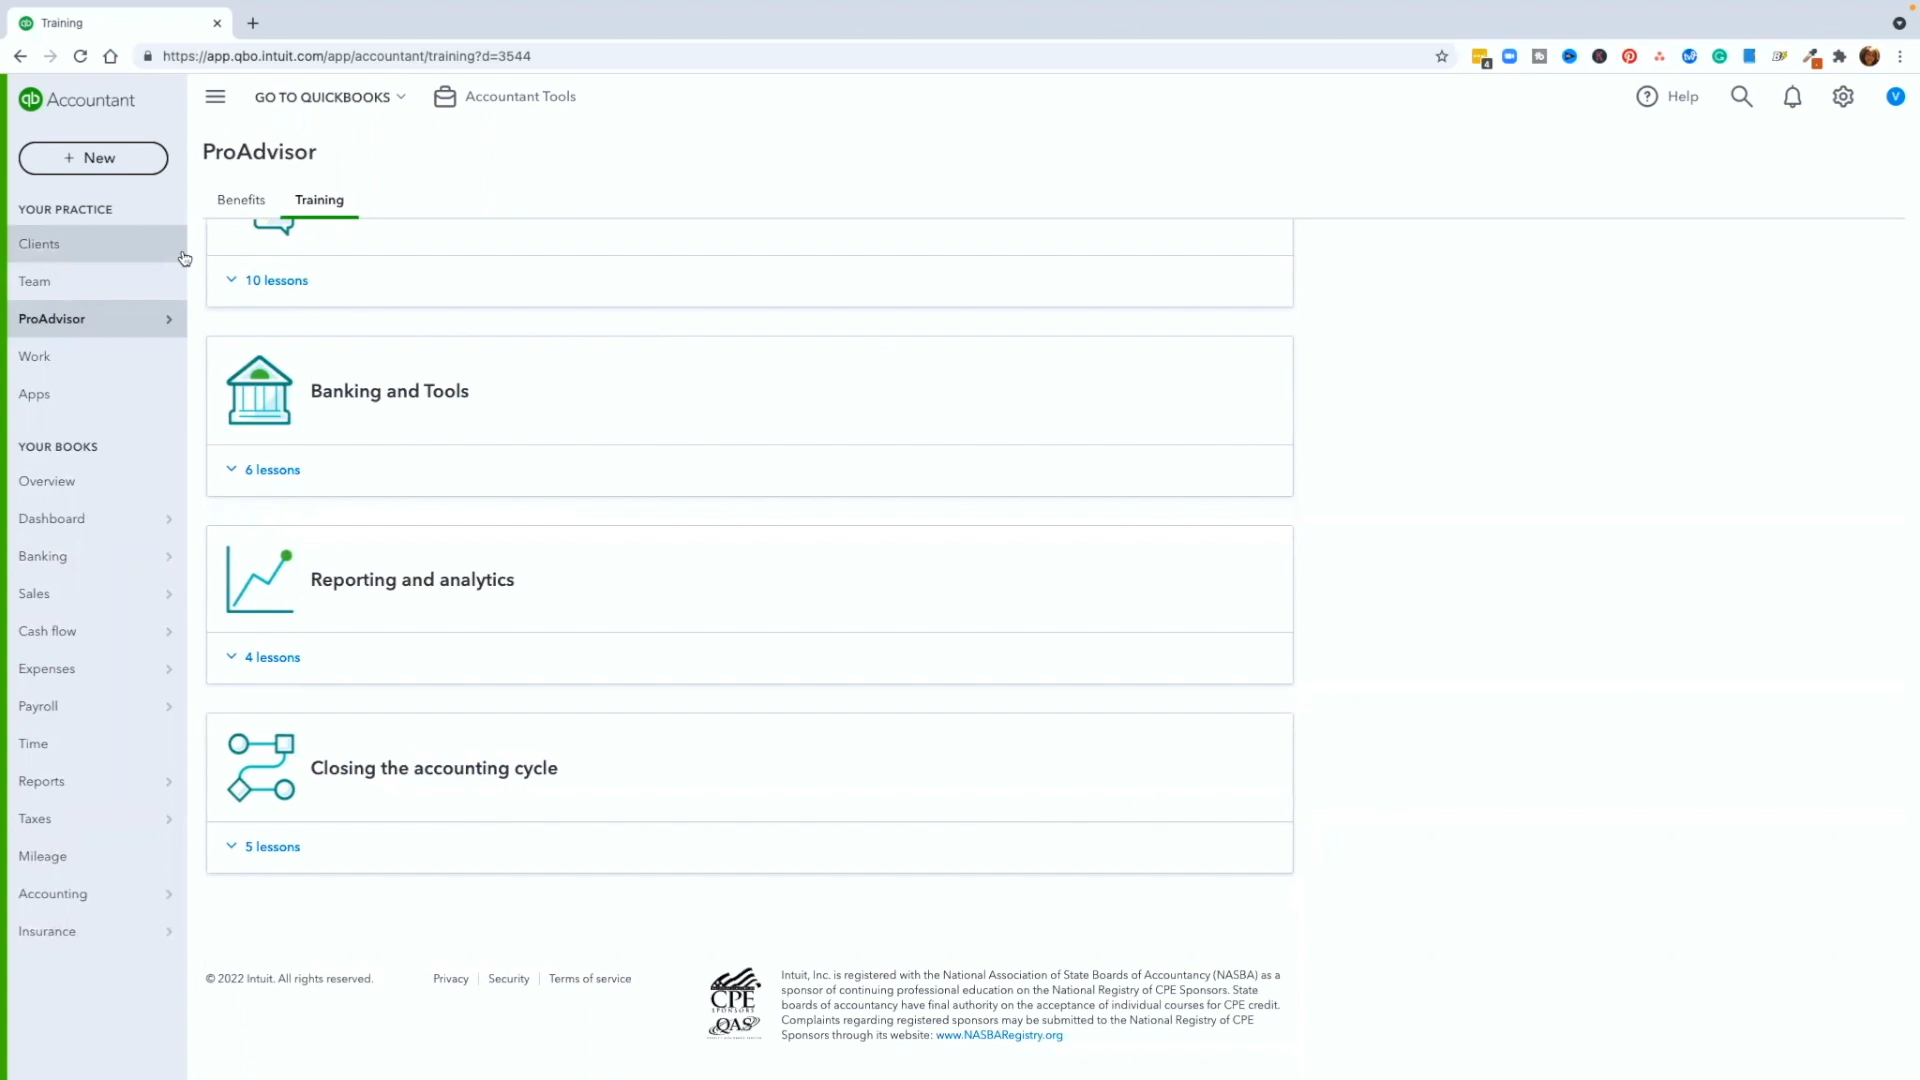 Training
https://app.qbo.intuit.com/app/accountant/training?d=3544
4
qb Accountant
GO TO QUICKBOOKS
Accountant Tools
Help
V
+ New
ProAdvisor
Benefits
Training
YOUR PRACTICE
Clients
Team
ProAdvisor
Work
Apps
YOUR BOOKS
Overview
Dashboard
Banking
Sales
Cash flow
Expenses
Payroll
Time
Reports
Taxes
Mileage
Accounting
Insurance
10 lessons
Banking and Tools
6 lessons
Reporting and analytics
4 lessons
Closing the accounting cycle
5 lessons
© 2022 Intuit. All rights reserved.
Privacy
Security
Terms of service
CPE
SPONSORS
QAS
Intuit, Inc. is registered with the National Association of State Boards of Accountancy (NASBA) as a
sponsor of continuing professional education on the National Registry of CPE Sponsors. State
boards of accountancy have final authority on the acceptance of individual courses for CPE credit.
Complaints regarding registered sponsors may be submitted to the National Registry of CPE
Sponsors through its website: www.NASBARegistry.org